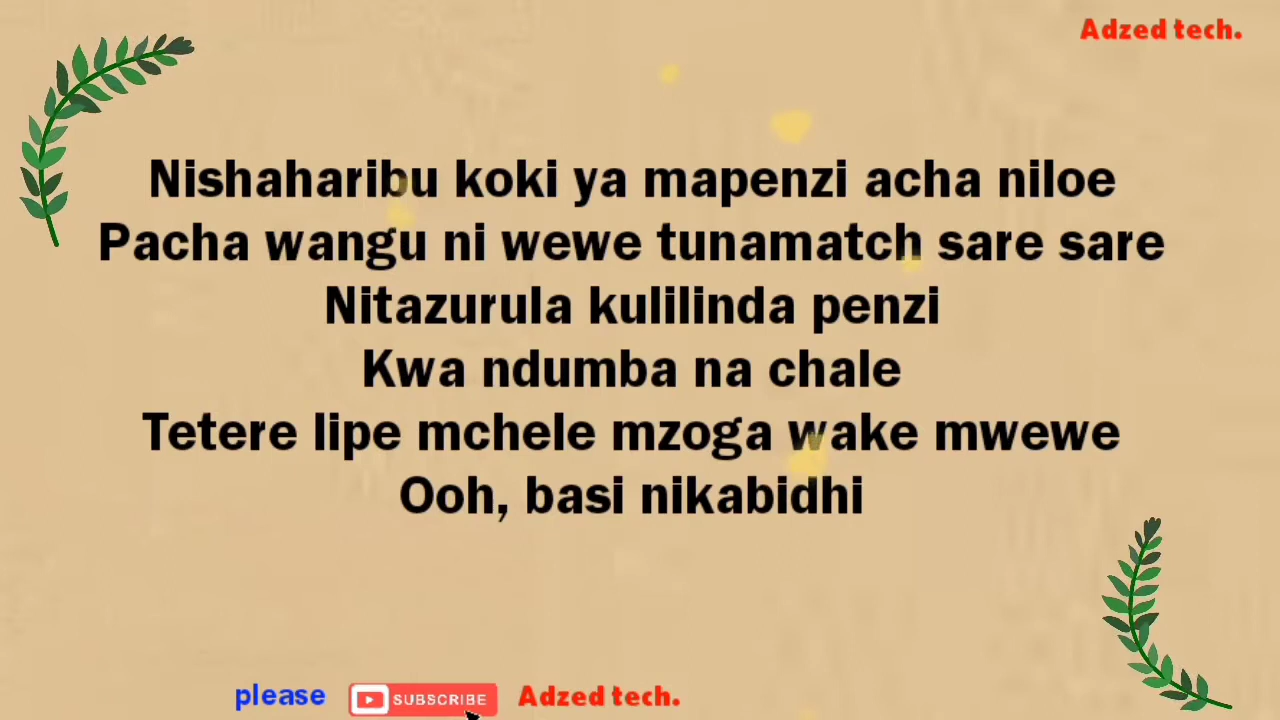 Adzed tech.
Nishaharibu koki ya mapenzi acha niloe
Pacha wangu ni wewe tunamatch sare sare
Nitazurula kulilinda penzi
Kwa ndumba na chale
Tetere lipe mchele mzoga wake mwewe
Ooh, basi nikabidhi
please SUBSCRIBE Adzed tech.